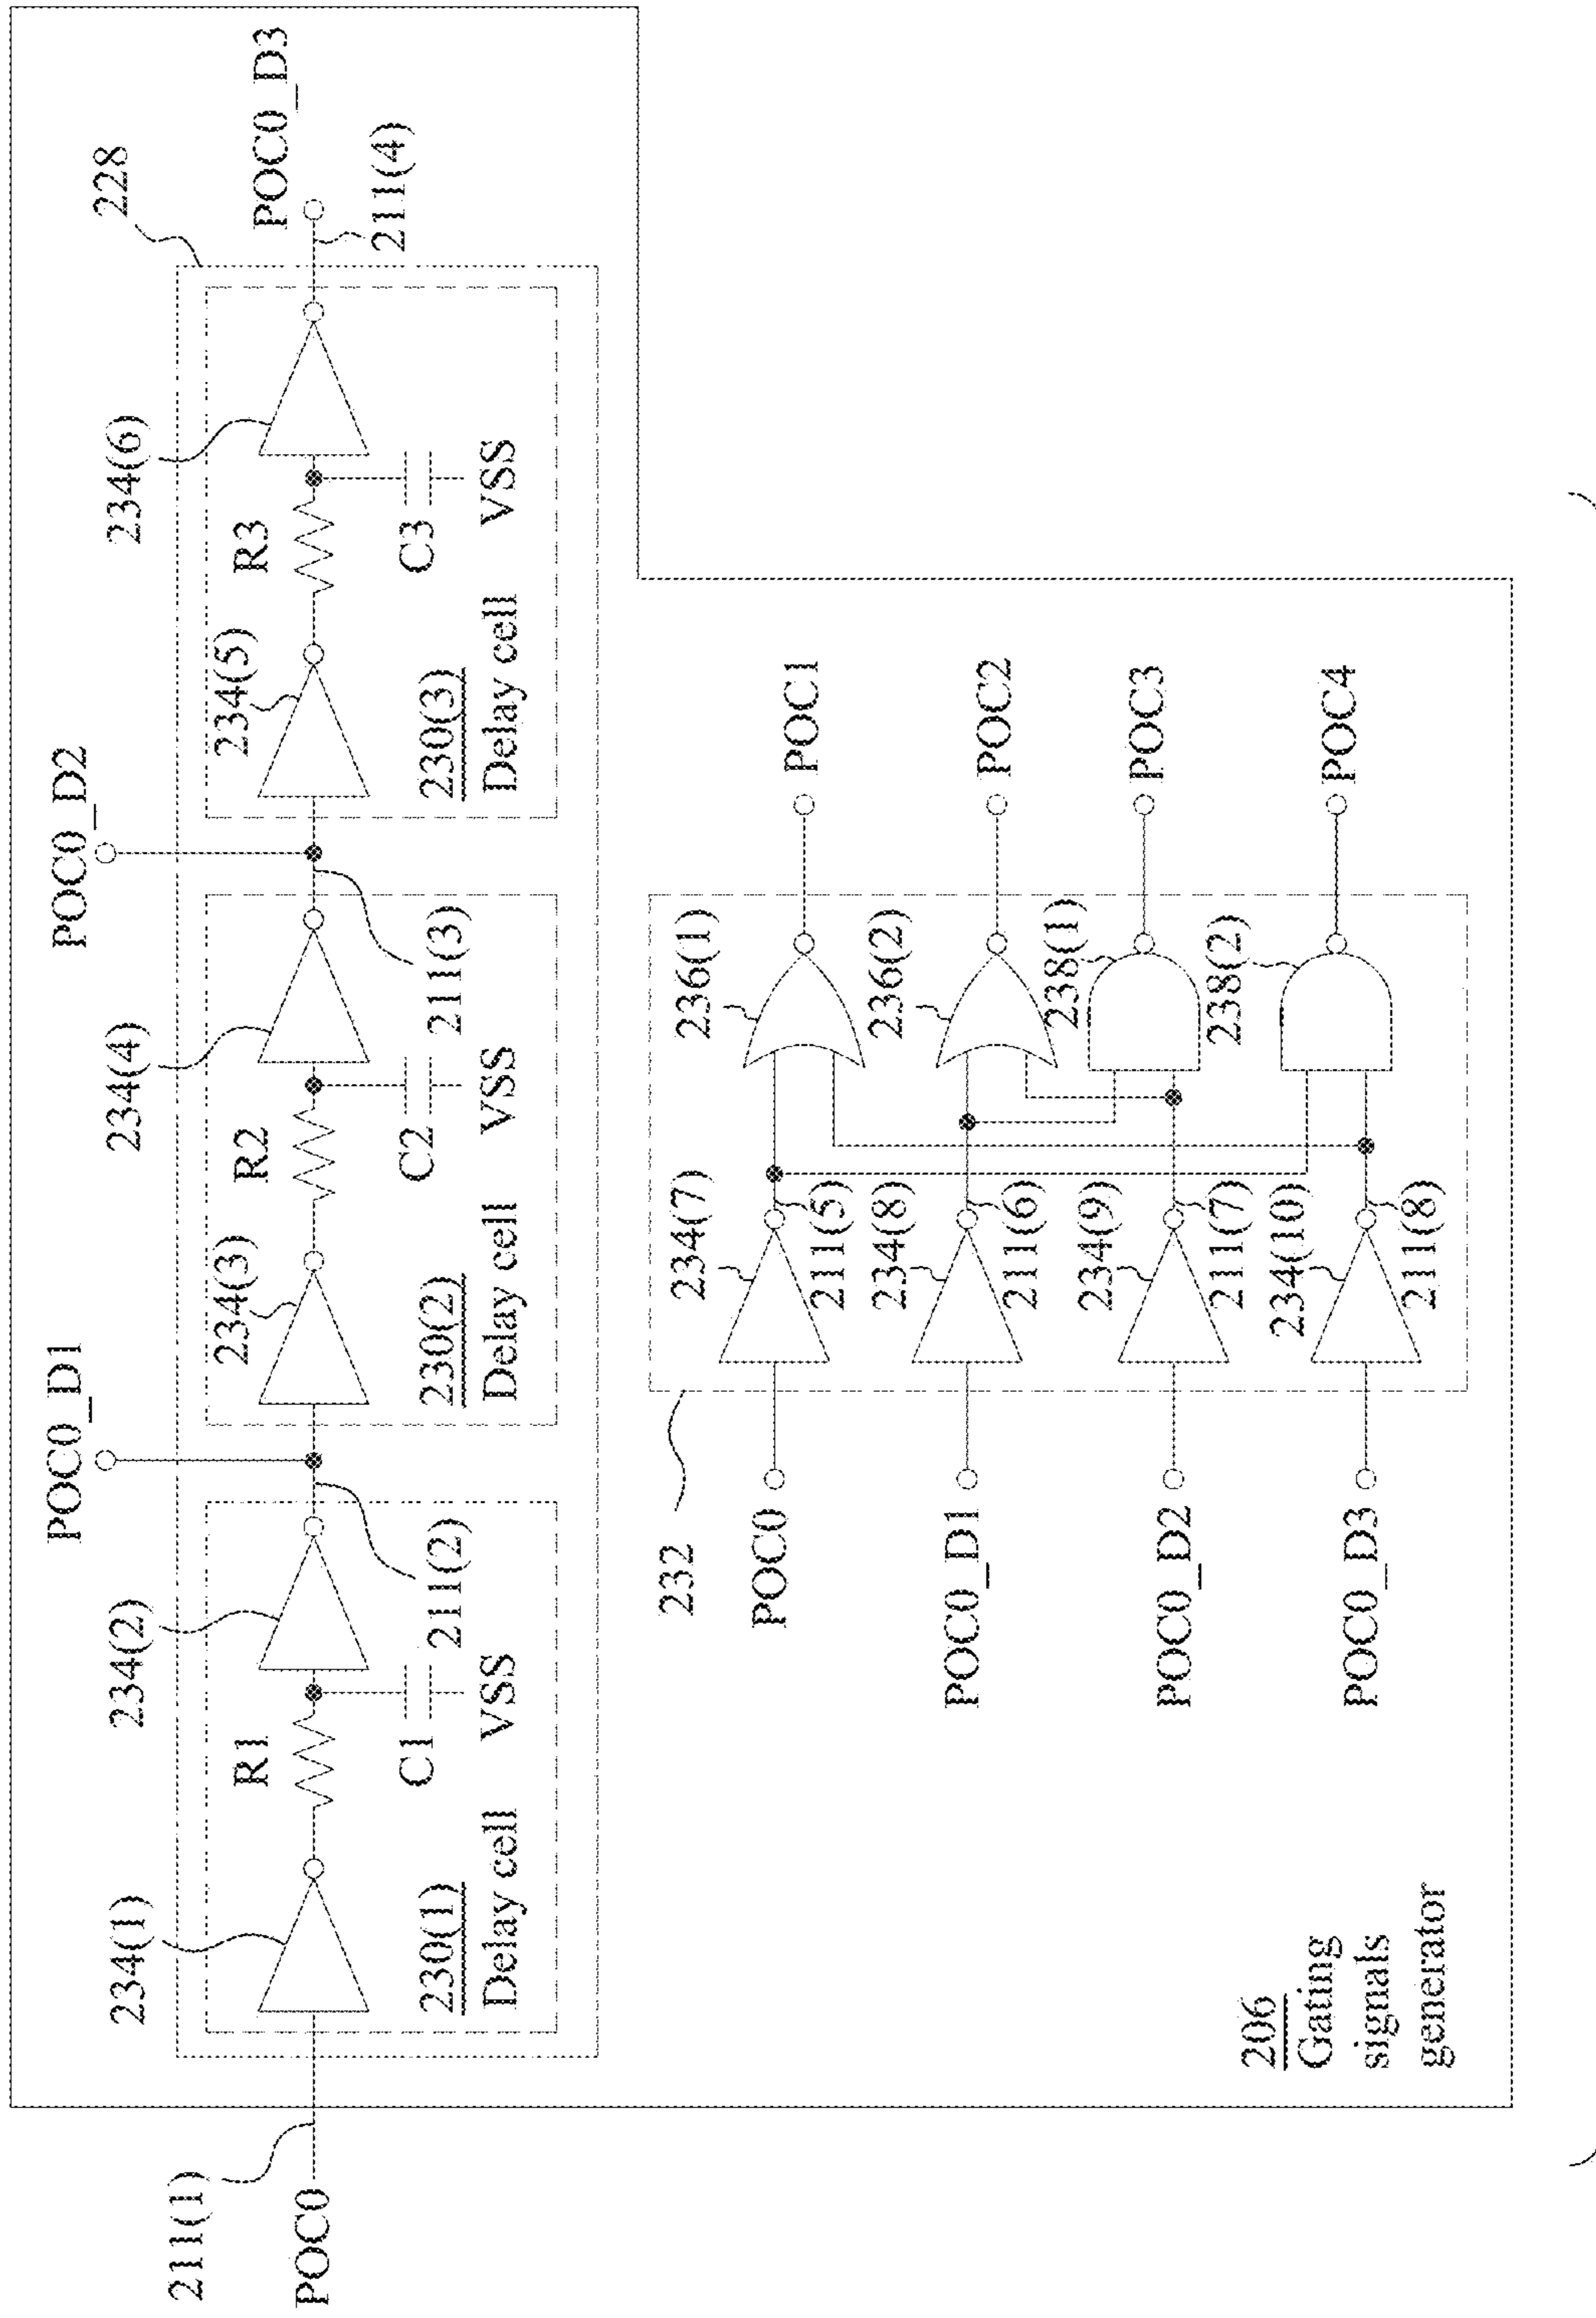 211(1)
POC0
234(1)
R1
234(2)
230(1)
Delay cell
C1
VSS
211(2)
POC0_D1
234(3)
R2
234(4)
230(2)
Delay cell
C2
VSS
211(3)
POC0_D2
234(5)
R3
234(6)
230(3)
Delay cell
C3
VSS
228
POC0_D3
211(4)
232
POC0
234(7)
211(5)
236(1)
POC1
POC0_D1
234(8)
211(6)
236(2)
POC2
POC0_D2
234(9)
211(7)
238(1)
POC3
POC0_D3
234(10)
211(8)
238(2)
POC4
206
Gating
signals
generator